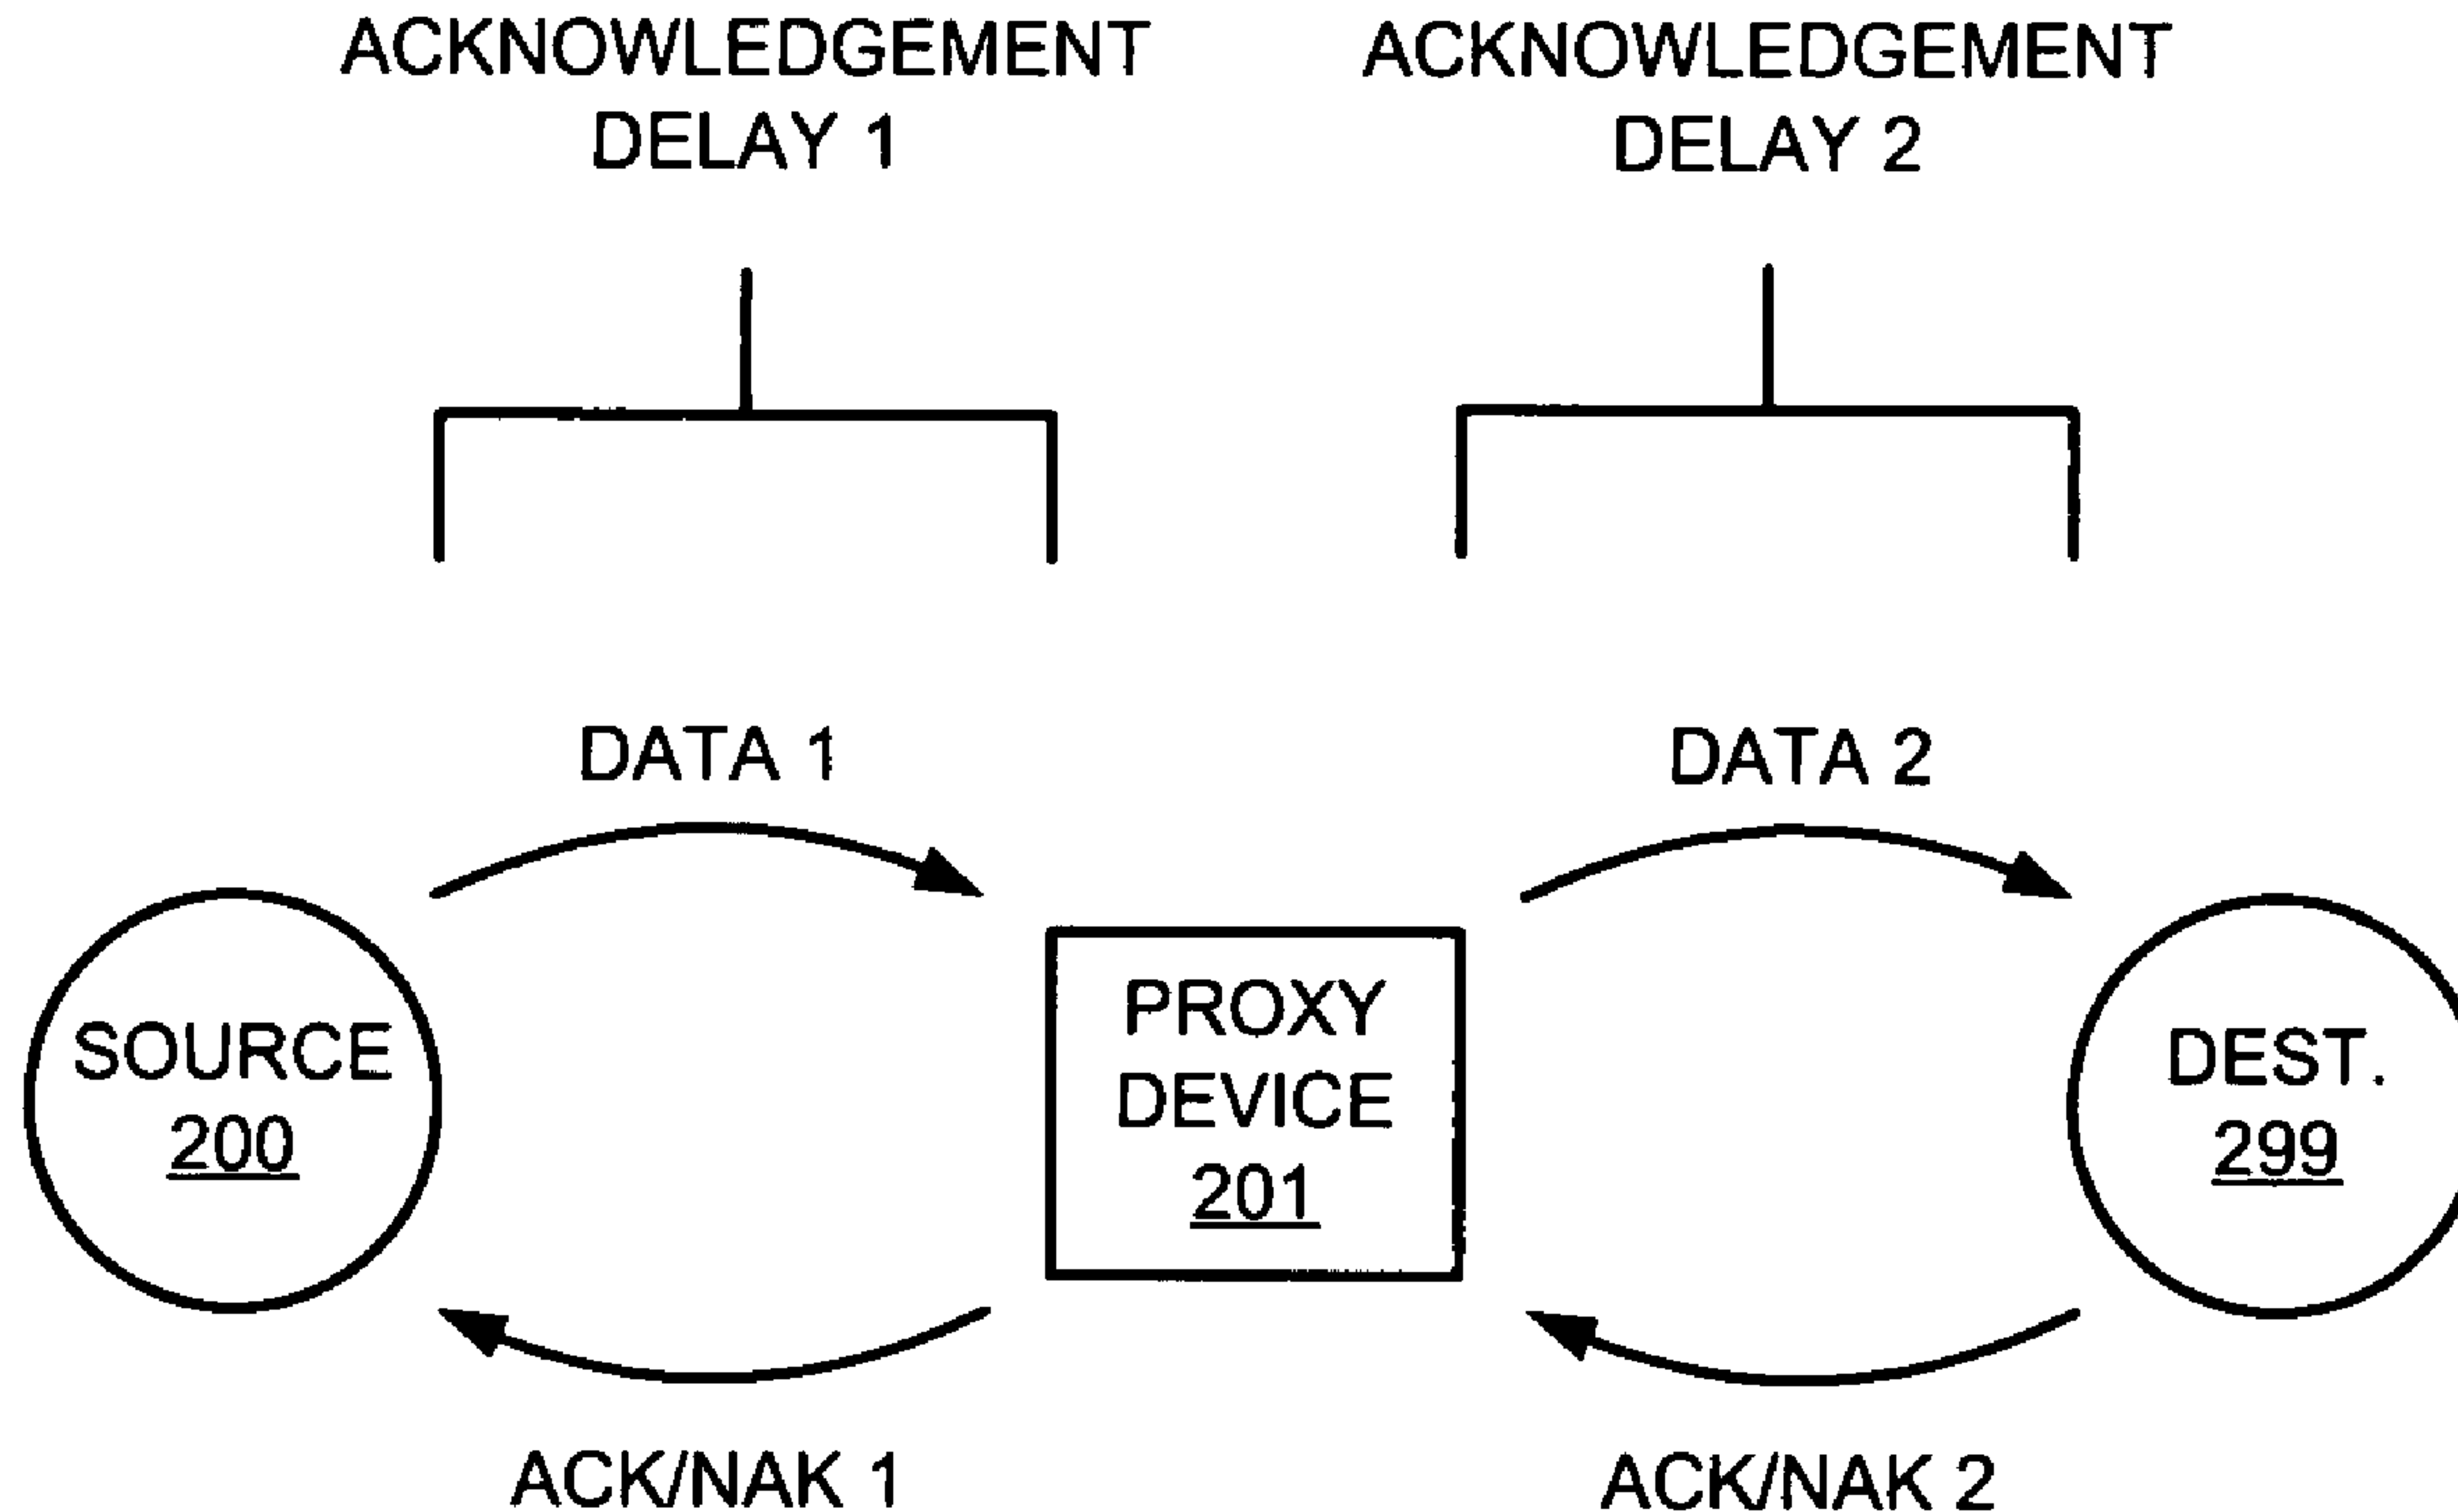 ACKNOWLEDGEMENT
DELAY 1
ACKNOWLEDGEMENT
DELAY 2
DATA 1
DATA 2
SOURCE
200
PROXY
DEVICE
201
DEST.
299
ACK/NAK 1
ACK/NAK 2